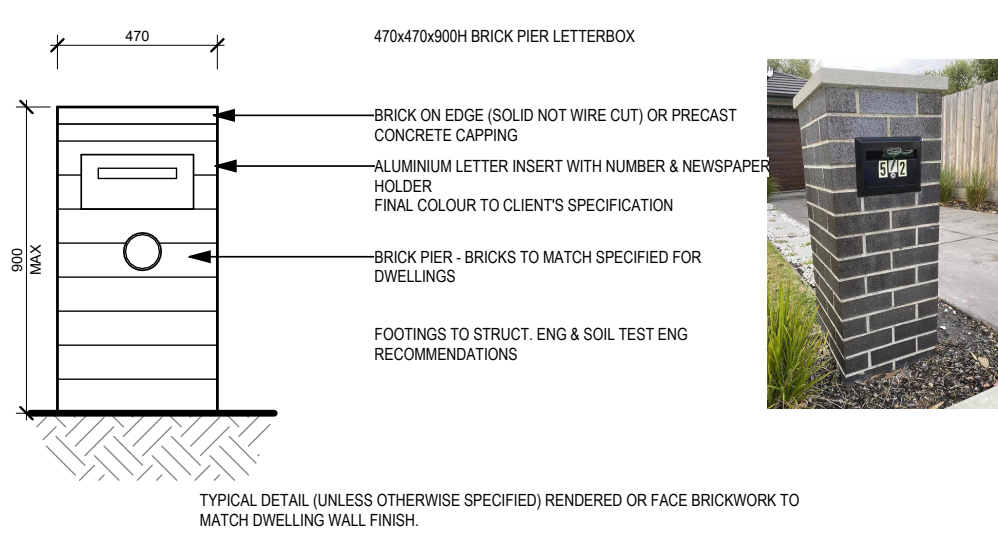 470
470x470x900H BRICK PIER LETTERBOX
BRICK ON EDGE (SOLID NOT WIRE CUT) OR PRECAST
CONCRETE CAPPING
ALUMINIUM LETTER INSERT WITH NUMBER & NEWSPAPER
HOLDER
FINAL COLOUR TO CLIENT'S SPECIFICATION
900
MAX
BRICK PIER - BRICKS TO MATCH SPECIFIED FOR
DWELLINGS
FOOTINGS TO STRUCT. ENG & SOIL TEST ENG
RECOMMENDATIONS
TYPICAL DETAIL (UNLESS OTHERWISE SPECIFIED) RENDERED OR FACE BRICKWORK TO
MATCH DWELLING WALL FINISH.